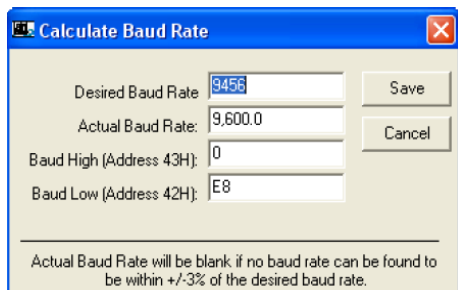 Calculate Baud Rate
Desired Baud Rate 9456 Save
Actual Baud Rate: 9,600.0 Cancel
Baud High (Address 43H): 0
Baud Low (Address 42H): E8
Actual Baud Rate will be blank if no baud rate can be found to
be within +/-3% of the desired baud rate.